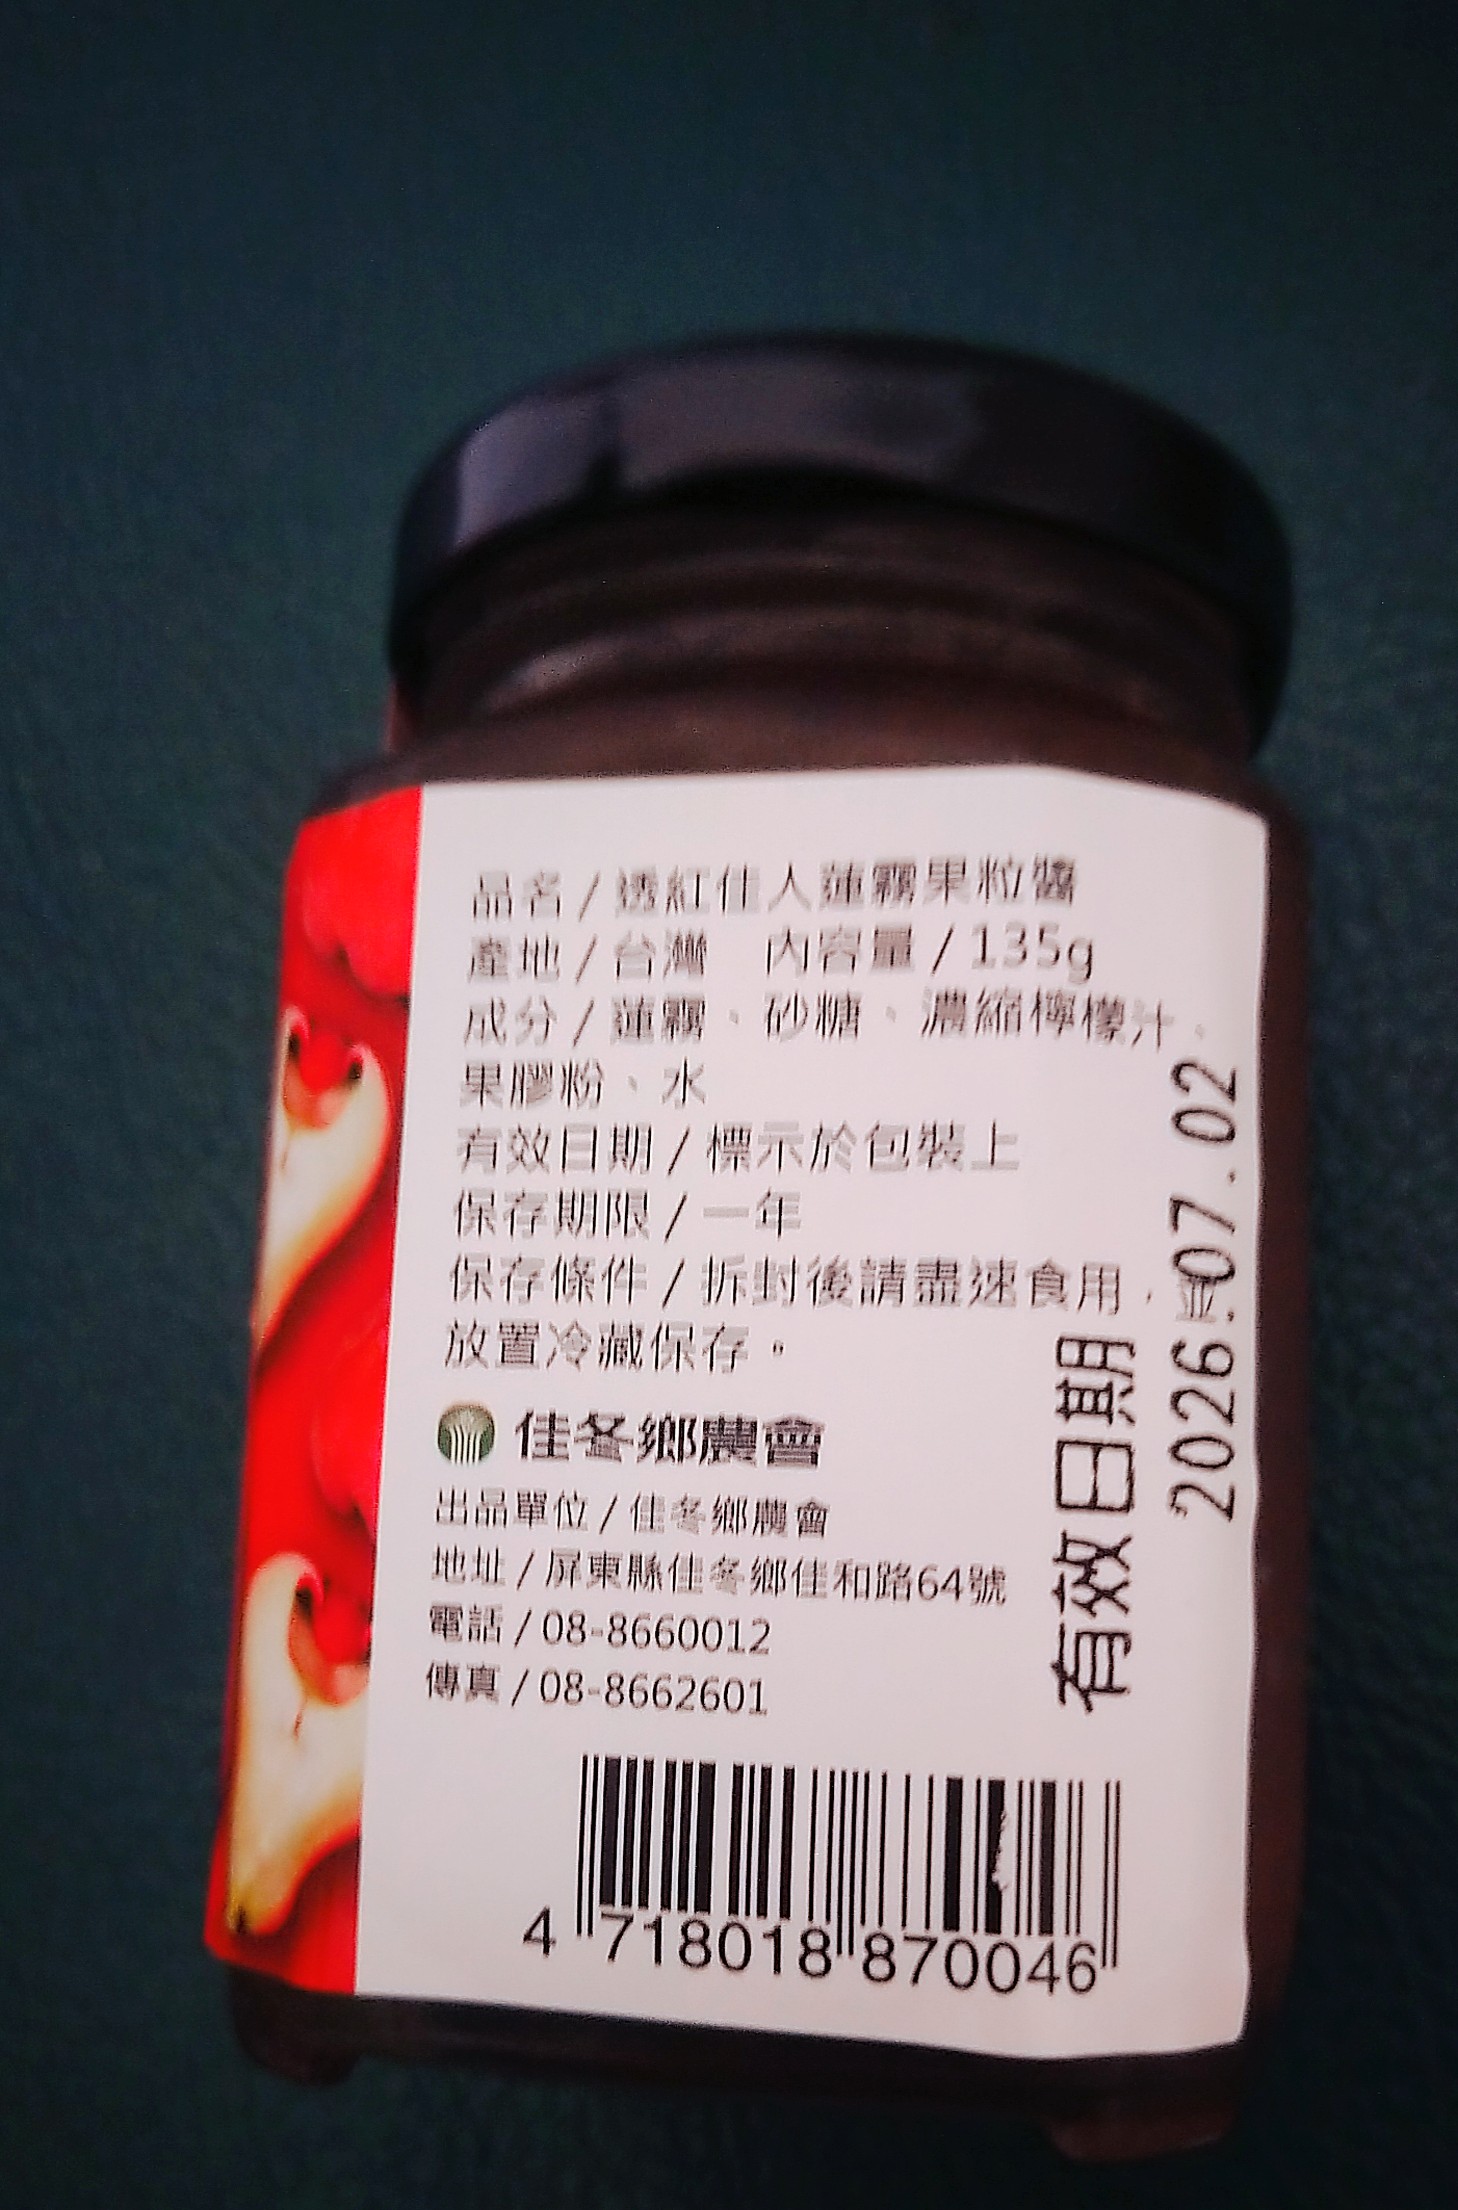 品名/透紅佳人蓮霧果粒醬
產地/台灣 內容量/135g
成分/蓮霧、砂糖、濃縮檸檬汁、
果膠粉、水
有效日期/標示於包裝上
保存期限/一年
保存條件/拆封後請盡速食用，
放置冷藏保存。
佳冬鄉農會
出品單位/佳冬鄉農會
地址/屏東縣佳冬鄉佳和路64號
電話/08-8660012
傳真/08-8662601
有效日期
2026.07.02
4 718018 870046